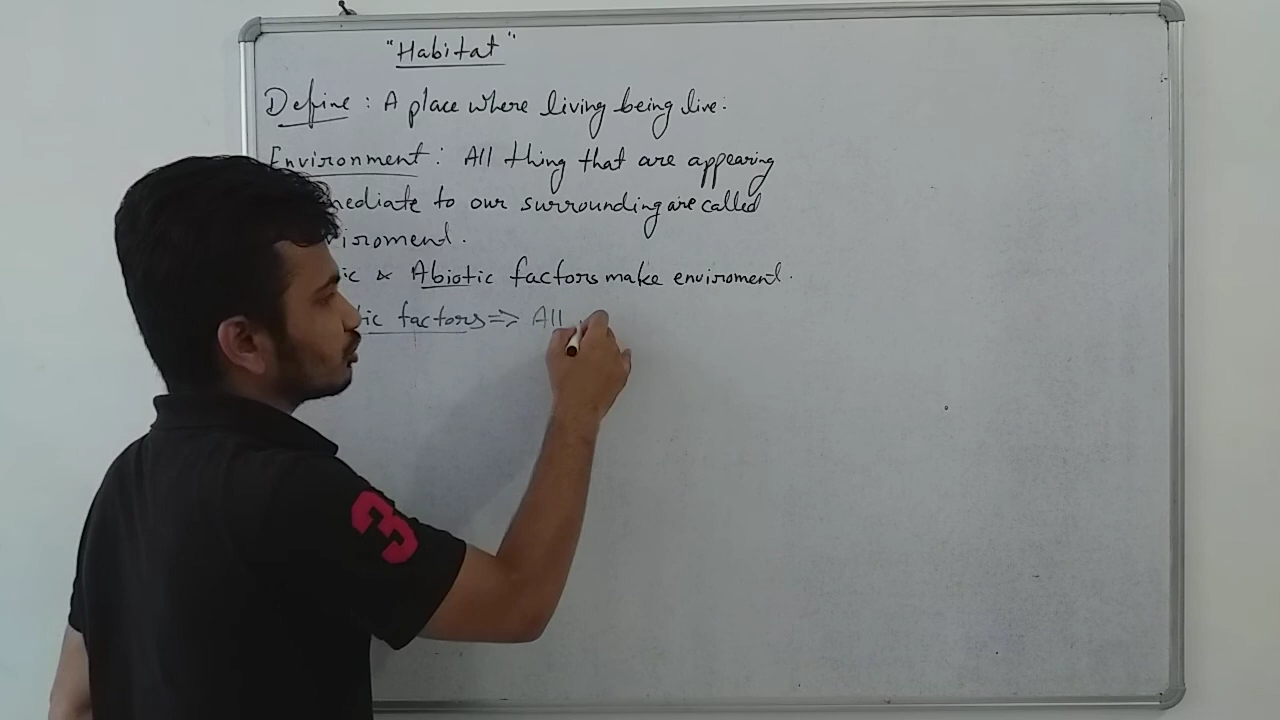 "Habitat"
Define : A place where living being live.
Environment : All thing that are appearing
mediate to our surrounding are called
viroment.
ic & Abiotic factors make enviroment.
tic factors => All
3